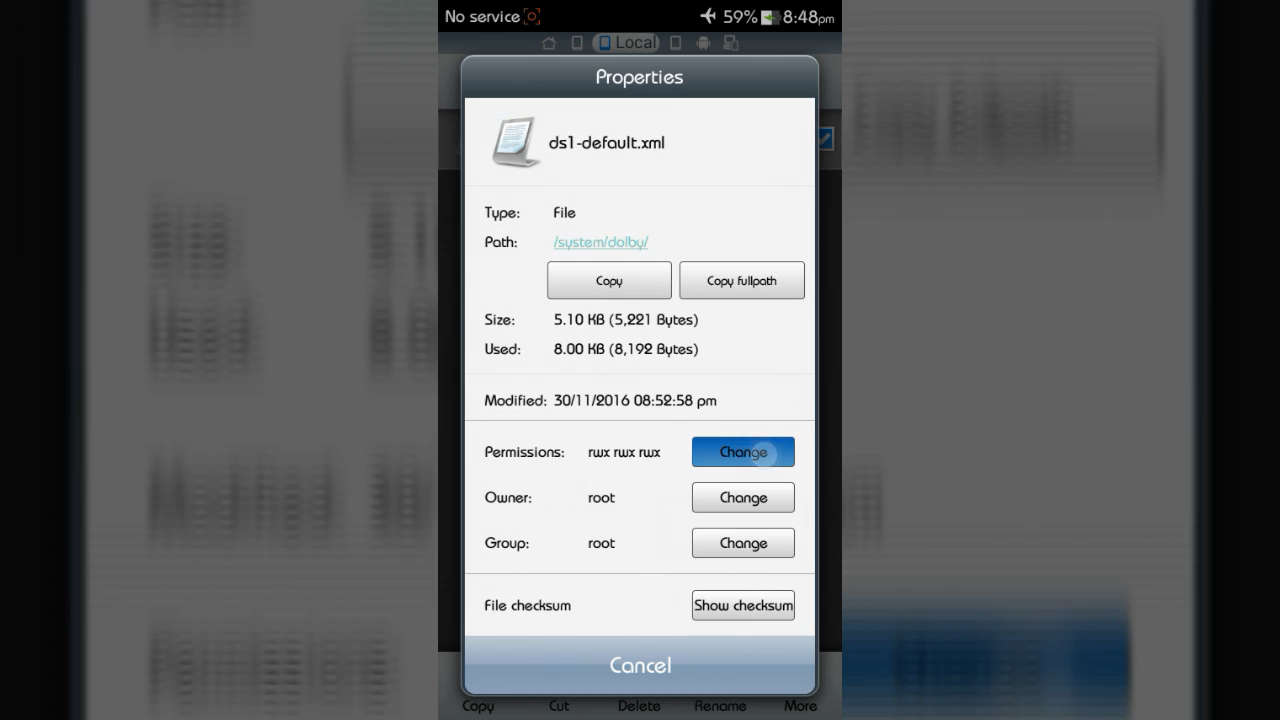 No service 59% 8:48pm
Local
Properties
ds1-default.xml
Type: File
Path: /system/dolby/
Copy Copy fullpath
Size: 5.10 KB (5,221 Bytes)
Used: 8.00 KB (8,192 Bytes)
Modified: 30/11/2016 08:52:58 pm
Permissions: rwx rwx rwx Change
Owner: root Change
Group: root Change
File checksum Show checksum
Cancel
Copy Cut Delete Rename More